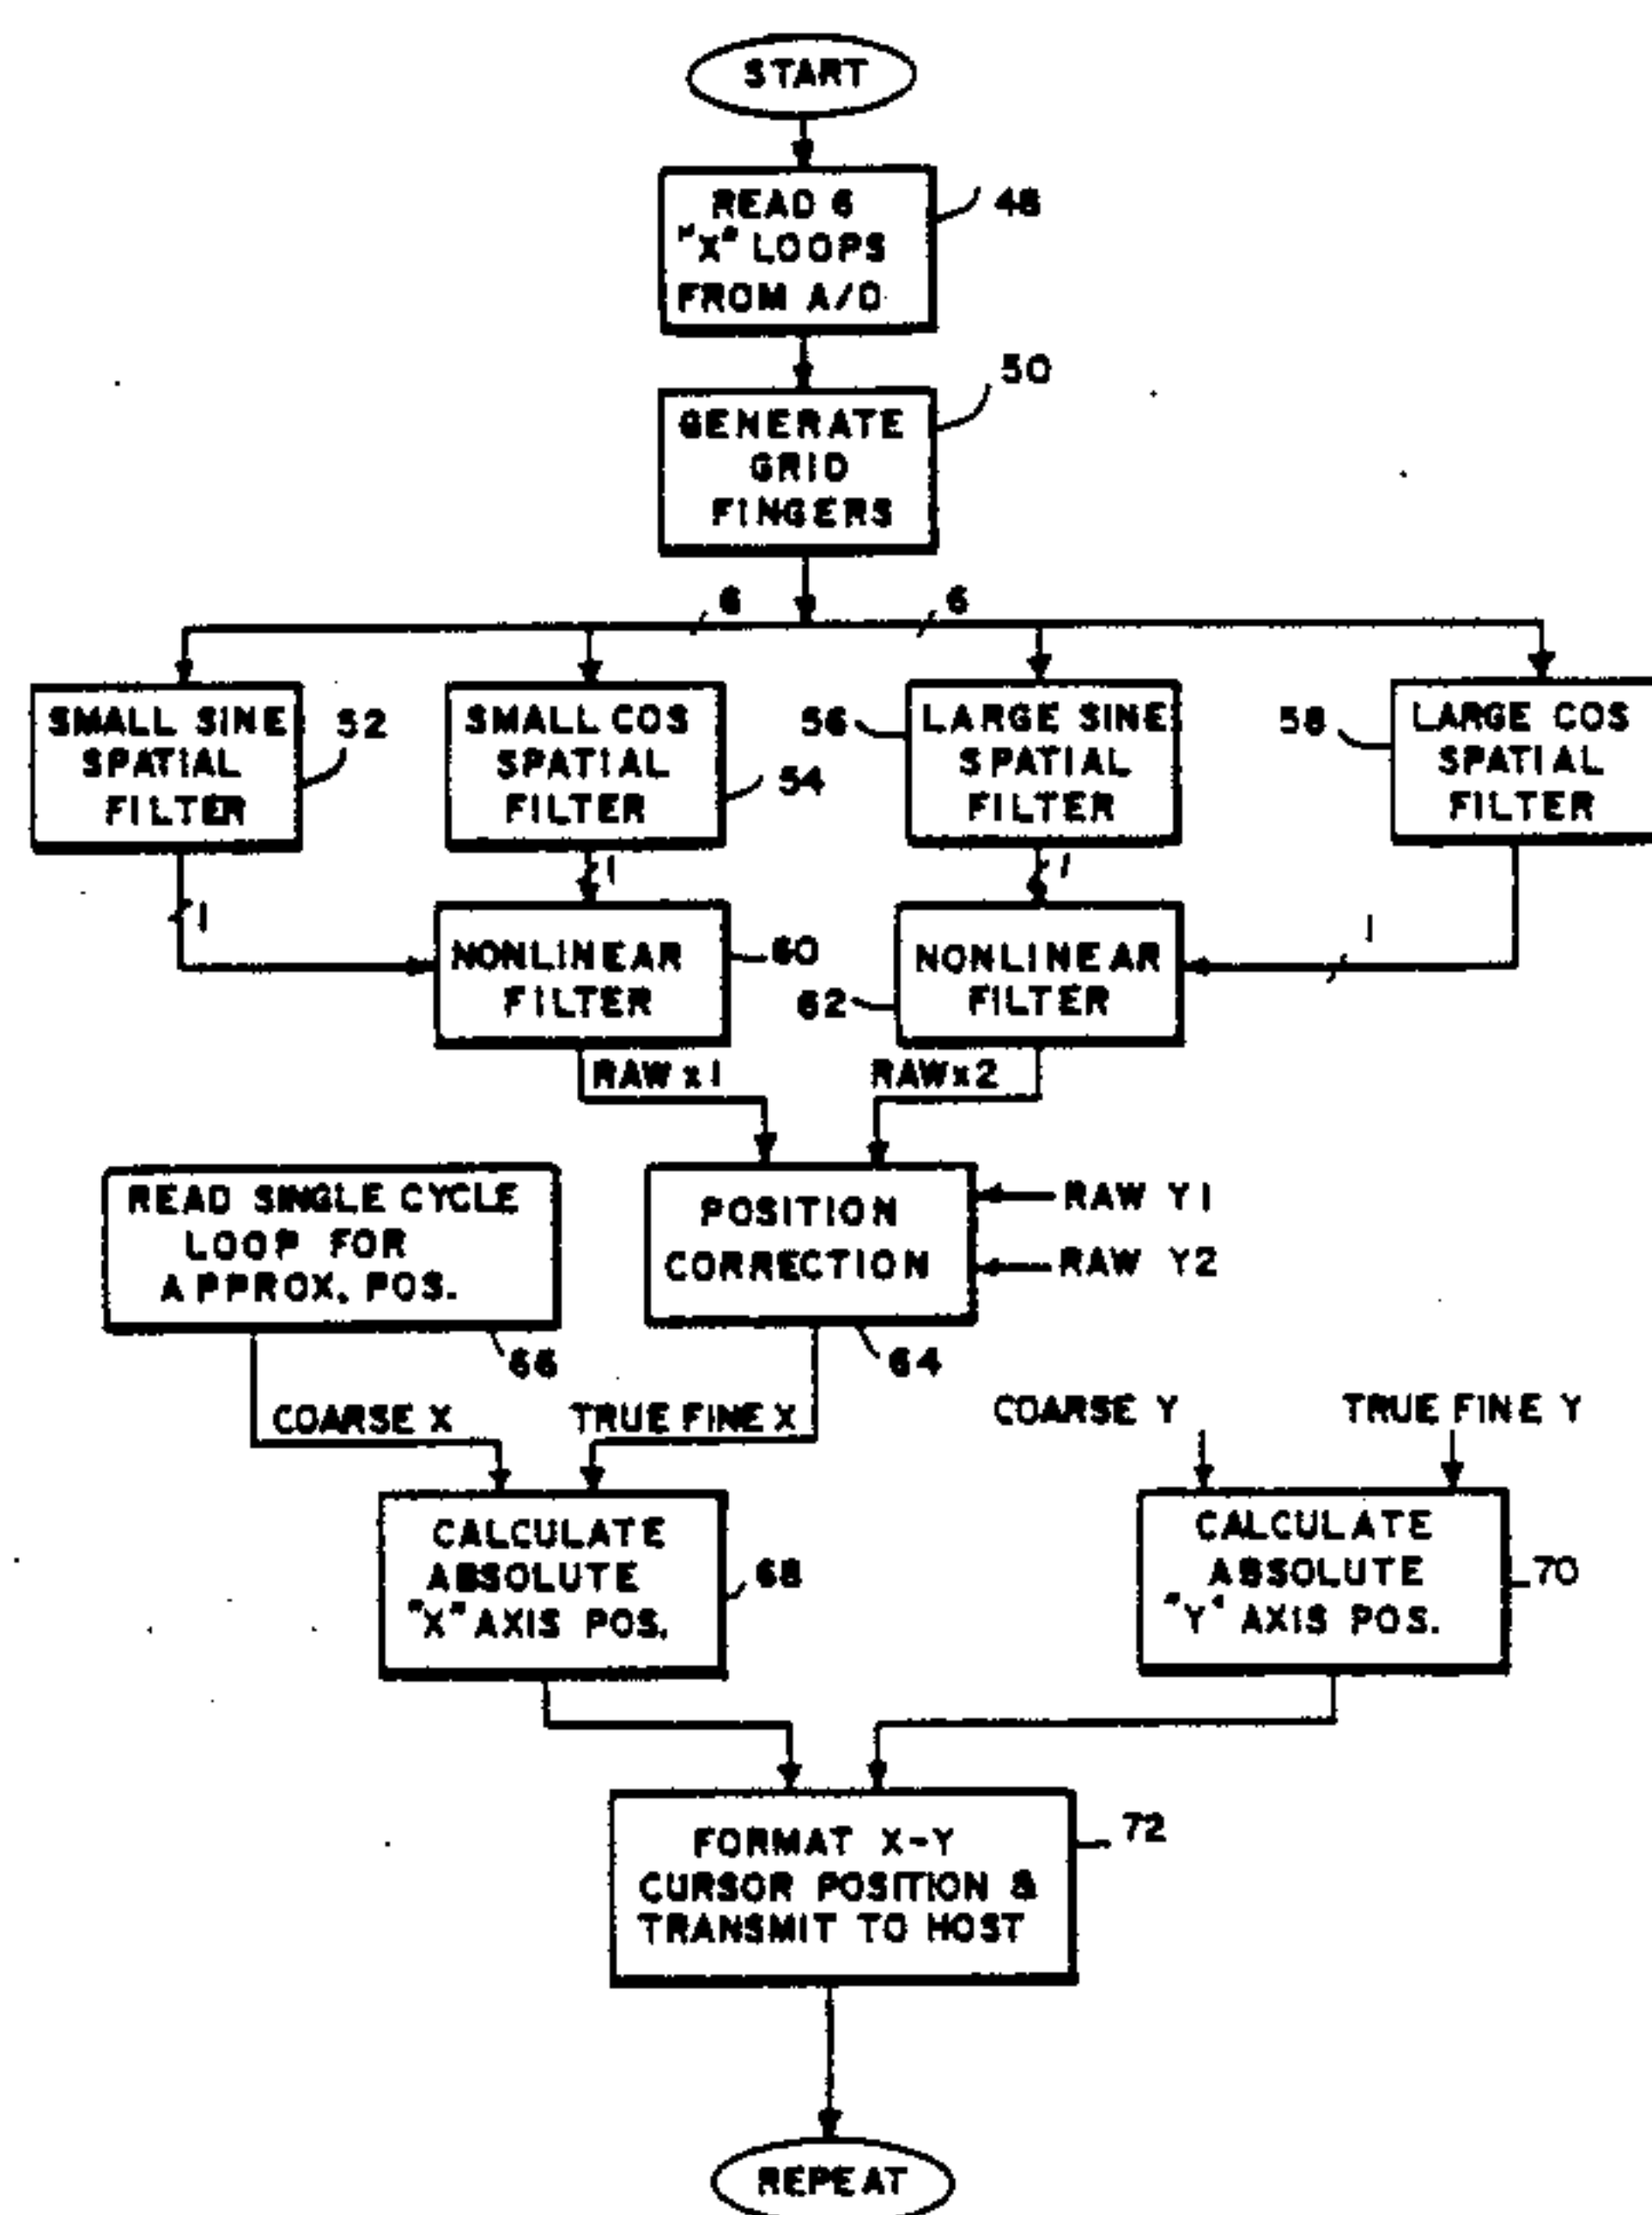 START
READ 6
"X" LOOPS
FROM A/D
48
GENERATE
GRID
FINGERS
50
6
6
SMALL SINE
SPATIAL
FILTER
52
SMALL COS
SPATIAL
FILTER
54
56
LARGE SINE
SPATIAL
FILTER
58
LARGE COS
SPATIAL
FILTER
1
1
1
1
NONLINEAR
FILTER
60
62
NONLINEAR
FILTER
RAW x1
RAW x2
READ SINGLE CYCLE
LOOP FOR
APPROX. POS.
66
POSITION
CORRECTION
64
RAW Y1
RAW Y2
COARSE X
TRUE FINE X
COARSE Y
TRUE FINE Y
CALCULATE
ABSOLUTE
"X" AXIS POS.
68
CALCULATE
ABSOLUTE
"Y" AXIS POS.
70
FORMAT X-Y
CURSOR POSITION &
TRANSMIT TO HOST
72
REPEAT